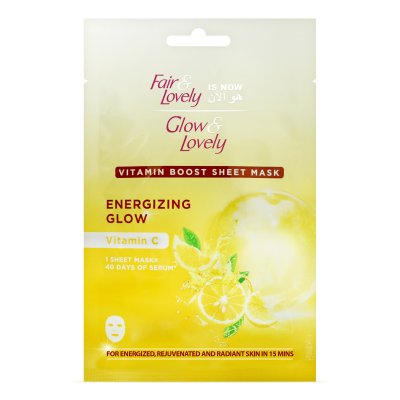 Fair & Lovely IS NOW
هو الآن
Glow & Lovely
VITAMIN BOOST SHEET MASK
ENERGIZING
GLOW
Vitamin C
1 SHEET MASK=
40 DAYS OF SERUM*
FOR ENERGIZED, REJUVENATED AND RADIANT SKIN IN 15 MINS